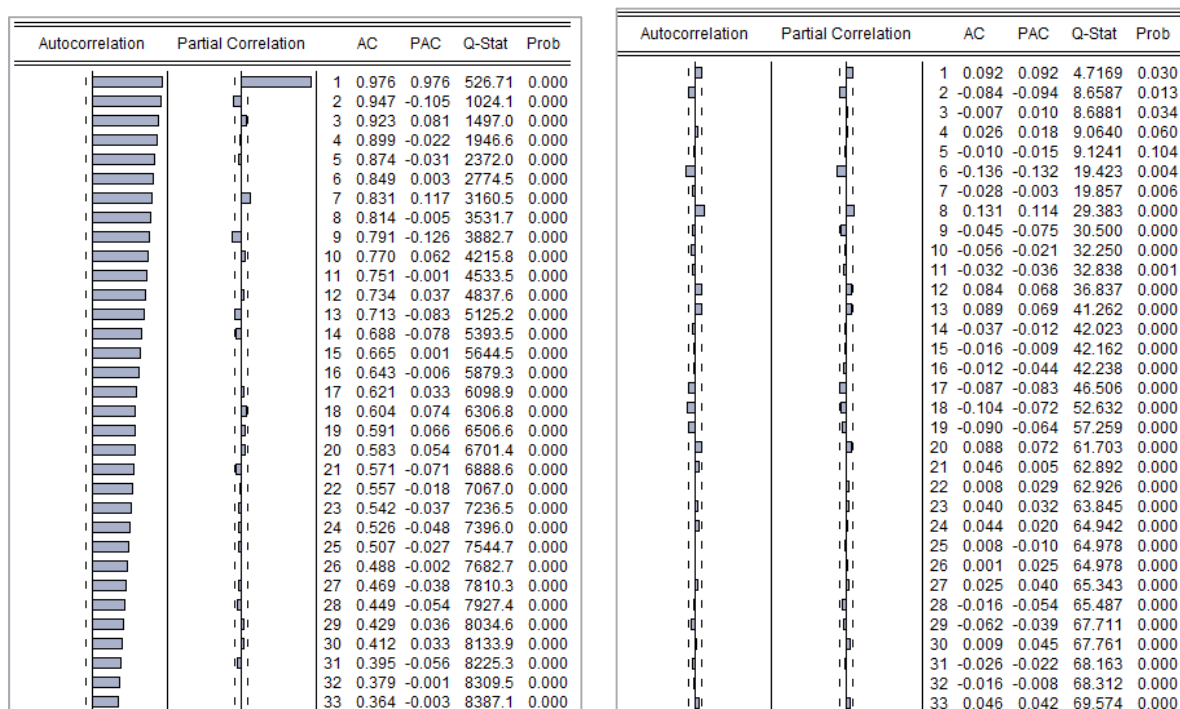 Autocorrelation Partial Correlation AC PAC Q-Stat Prob
1 0.976 0.976 526.71 0.000
2 0.947 -0.105 1024.1 0.000
3 0.923 0.081 1497.0 0.000
4 0.899 -0.022 1946.6 0.000
5 0.874 -0.031 2372.0 0.000
6 0.849 0.003 2774.5 0.000
7 0.831 0.117 3160.5 0.000
8 0.814 -0.005 3531.7 0.000
9 0.791 -0.126 3882.7 0.000
10 0.770 0.062 4215.8 0.000
11 0.751 -0.001 4533.5 0.000
12 0.734 0.037 4837.6 0.000
13 0.713 -0.083 5125.2 0.000
14 0.688 -0.078 5393.5 0.000
15 0.665 0.001 5644.5 0.000
16 0.643 -0.006 5879.3 0.000
17 0.621 0.033 6098.9 0.000
18 0.604 0.074 6306.8 0.000
19 0.591 0.066 6506.6 0.000
20 0.583 0.054 6701.4 0.000
21 0.571 -0.071 6888.6 0.000
22 0.557 -0.018 7067.0 0.000
23 0.542 -0.037 7236.5 0.000
24 0.526 -0.048 7396.0 0.000
25 0.507 -0.027 7544.7 0.000
26 0.488 -0.002 7682.7 0.000
27 0.469 -0.038 7810.3 0.000
28 0.449 -0.054 7927.4 0.000
29 0.429 0.036 8034.6 0.000
30 0.412 0.033 8133.9 0.000
31 0.395 -0.056 8225.3 0.000
32 0.379 -0.001 8309.5 0.000
33 0.364 -0.003 8387.1 0.000
Autocorrelation Partial Correlation AC PAC Q-Stat Prob
1 0.092 0.092 4.7169 0.030
2 -0.084 -0.094 8.6587 0.013
3 -0.007 0.010 8.6881 0.034
4 0.026 0.018 9.0640 0.060
5 -0.010 -0.015 9.1241 0.104
6 -0.136 -0.132 19.423 0.004
7 -0.028 -0.003 19.857 0.006
8 0.131 0.114 29.383 0.000
9 -0.045 -0.075 30.500 0.000
10 -0.056 -0.021 32.250 0.000
11 -0.032 -0.036 32.838 0.001
12 0.084 0.068 36.837 0.000
13 0.089 0.069 41.262 0.000
14 -0.037 -0.012 42.023 0.000
15 -0.016 -0.009 42.162 0.000
16 -0.012 -0.044 42.238 0.000
17 -0.087 -0.083 46.506 0.000
18 -0.104 -0.072 52.632 0.000
19 -0.090 -0.064 57.259 0.000
20 0.088 0.072 61.703 0.000
21 0.046 0.005 62.892 0.000
22 0.008 0.029 62.926 0.000
23 0.040 0.032 63.845 0.000
24 0.044 0.020 64.942 0.000
25 0.008 -0.010 64.978 0.000
26 0.001 0.025 64.978 0.000
27 0.025 0.040 65.343 0.000
28 -0.016 -0.054 65.487 0.000
29 -0.062 -0.039 67.711 0.000
30 0.009 0.045 67.761 0.000
31 -0.026 -0.022 68.163 0.000
32 -0.016 -0.008 68.312 0.000
33 0.046 0.042 69.574 0.000